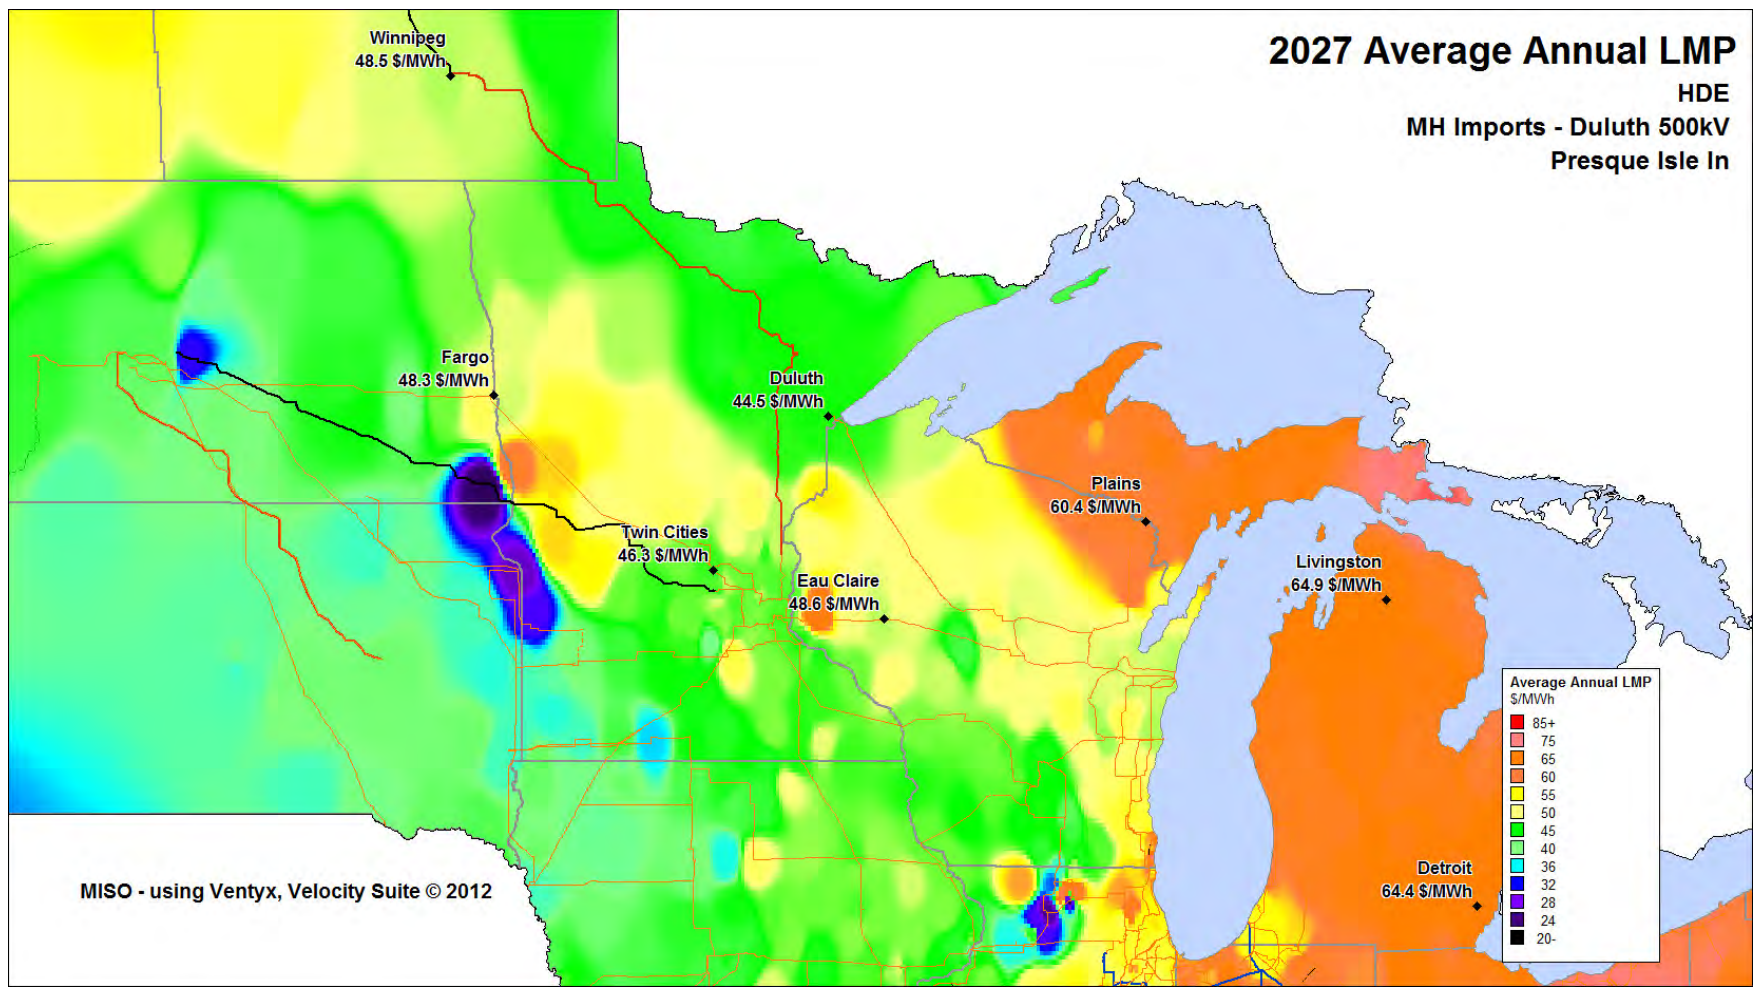 2027 Average Annual LMP
HDE
MH Imports - Duluth 500kV
Presque Isle In
Winnipeg
48.5 $/MWh
Fargo
48.3 $/MWh
Duluth
44.5 $/MWh
Plains
60.4 $/MWh
Twin Cities
46.3 $/MWh
Eau Claire
48.6 $/MWh
Livingston
64.9 $/MWh
Detroit
64.4 $/MWh
Average Annual LMP
$/MWh
85+
75
65
60
55
50
45
40
36
32
28
24
20-
MISO - using Ventyx, Velocity Suite © 2012